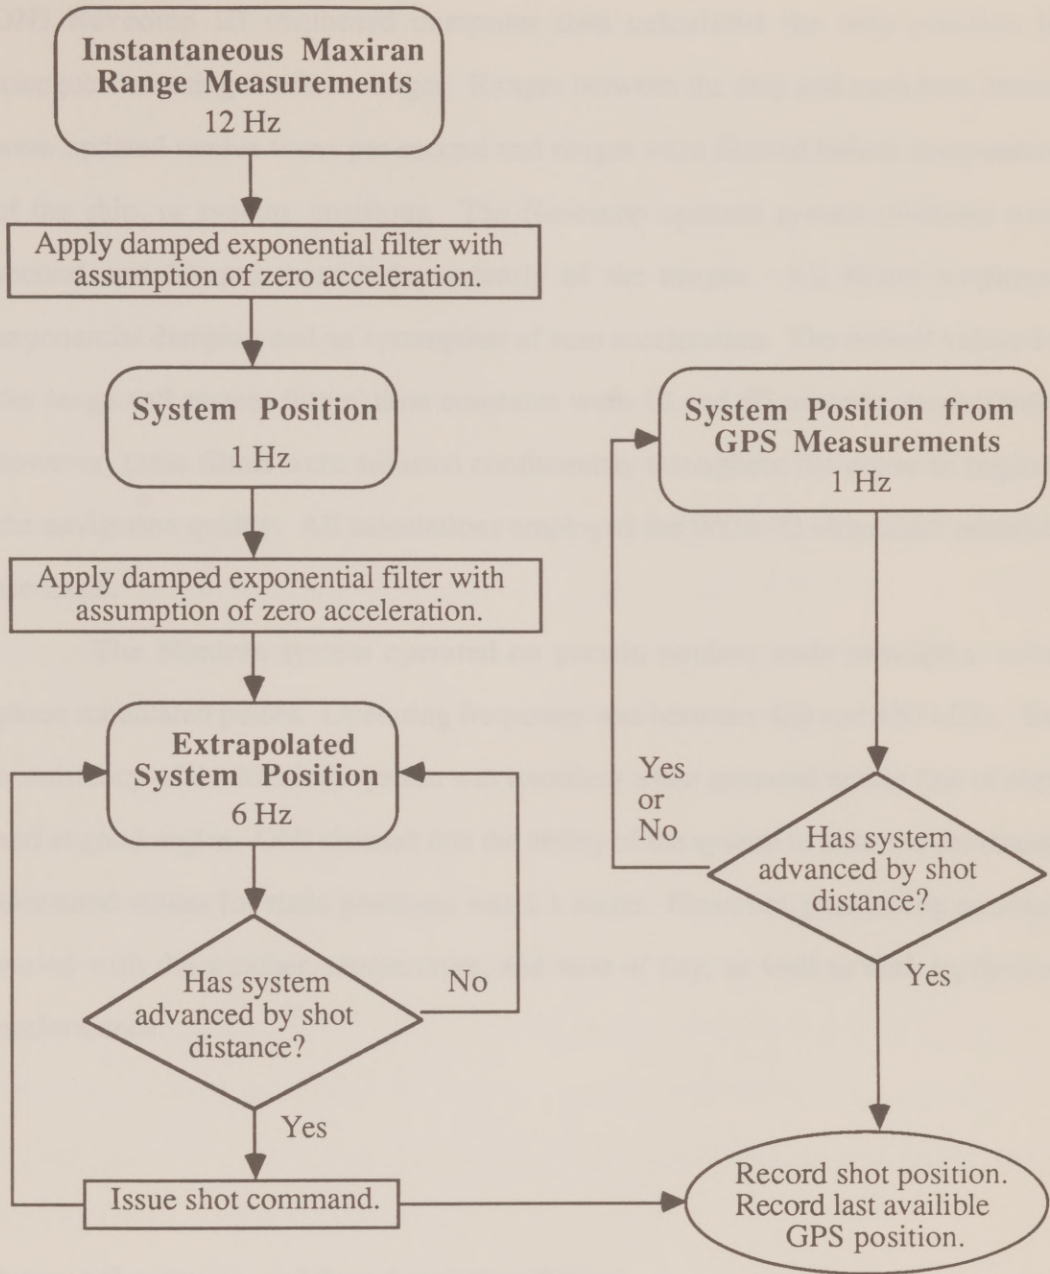 Instantaneous Maxiran
Range Measurements
12 Hz
Apply damped exponential filter with
assumption of zero acceleration.
System Position
1 Hz
Apply damped exponential filter with
assumption of zero acceleration.
Extrapolated
System Position
6 Hz
Has system
advanced by shot
distance?
No
Yes
Issue shot command.
System Position from
GPS Measurements
1 Hz
Yes
or
No
Has system
advanced by shot
distance?
Yes
Record shot position.
Record last availible
GPS position.